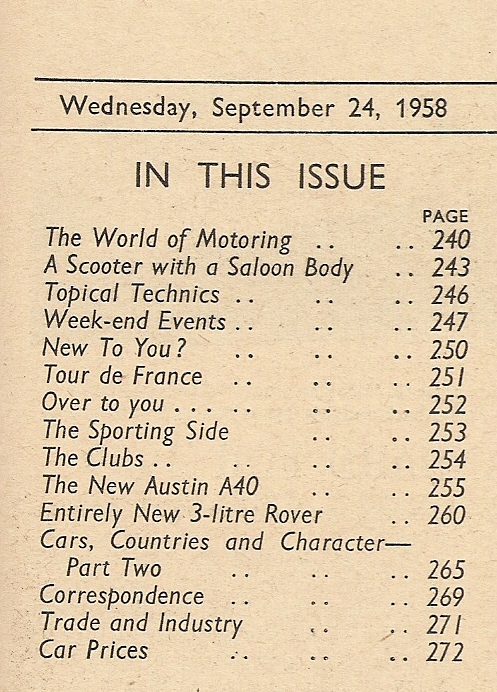 Wednesday, September 24, 1958
IN THIS ISSUE
PAGE
The World of Motoring .. .. 240
A Scooter with a Saloon Body .. 243
Topical Technics .. .. .. 246
Week-end Events .. .. .. 247
New To You? .. .. .. 250
Tour de France .. .. .. 251
Over to you ... .. .. .. 252
The Sporting Side .. .. 253
The Clubs .. .. .. .. 254
The New Austin A40 .. .. 255
Entirely New 3-litre Rover .. 260
Cars, Countries and Character—
Part Two .. .. .. 265
Correspondence .. .. .. 269
Trade and Industry .. .. 271
Car Prices .. .. .. 272